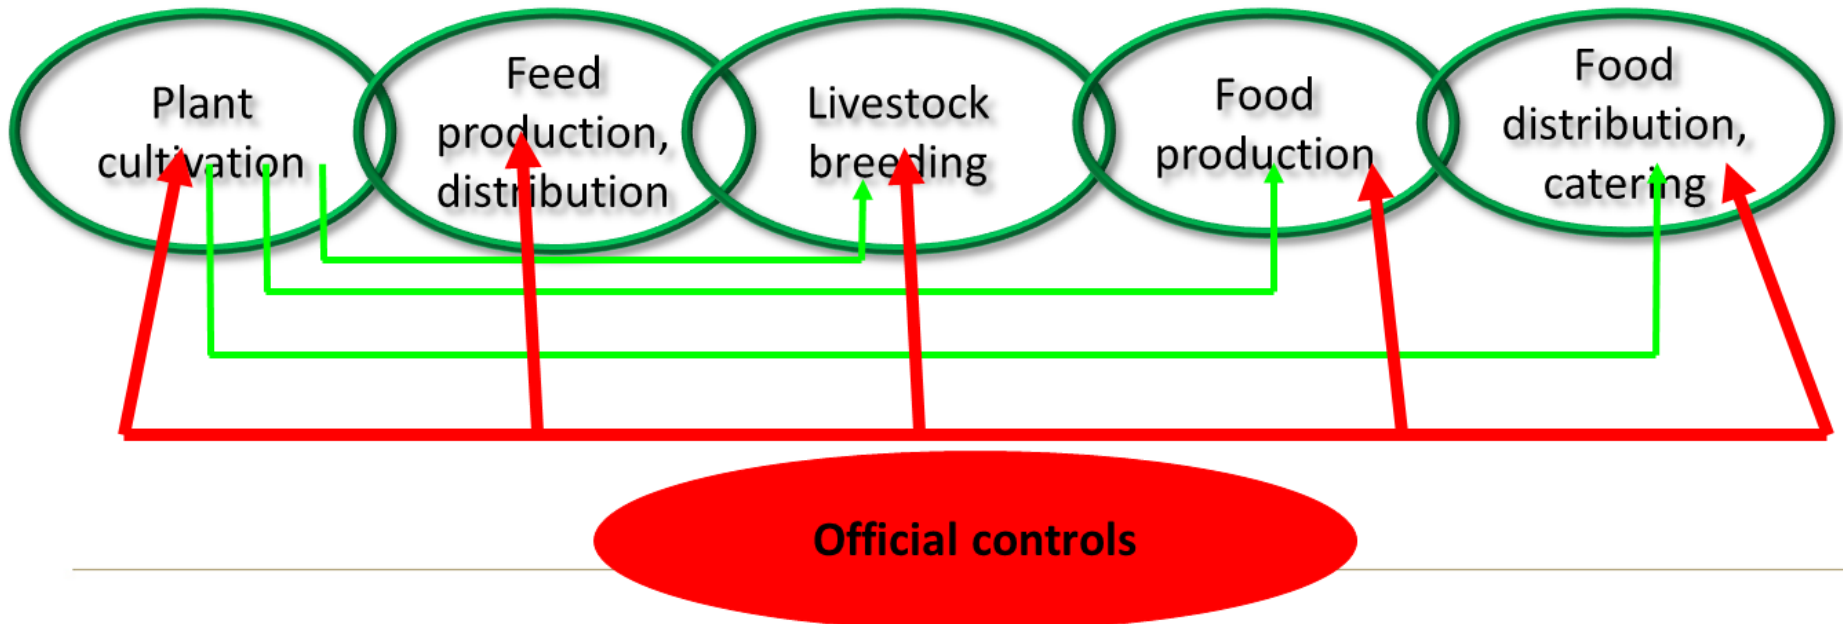 Plant
cultivation
Feed
production,
distribution
Livestock
breeding
Food
production
Food
distribution,
catering
Official controls